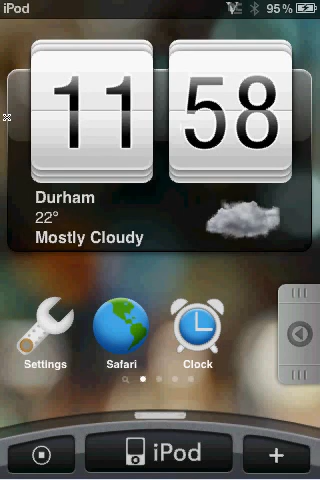 iPod 95%
11 58
Durham
22°
Mostly Cloudy
Settings Safari Clock
iPod